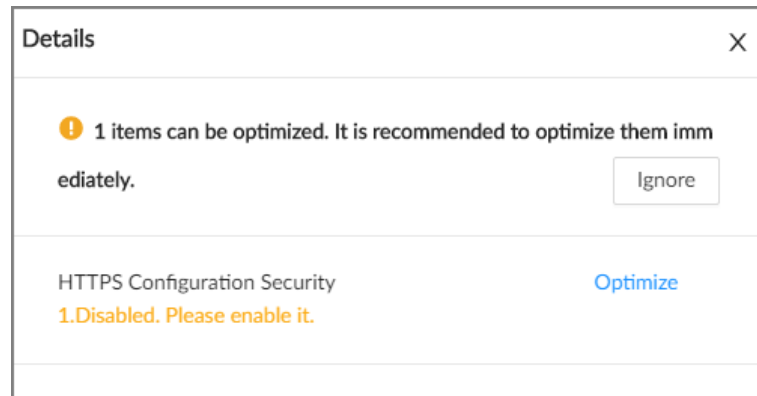 Details
X
! 1 items can be optimized. It is recommended to optimize them imm
ediately.
Ignore
HTTPS Configuration Security
Optimize
1.Disabled. Please enable it.